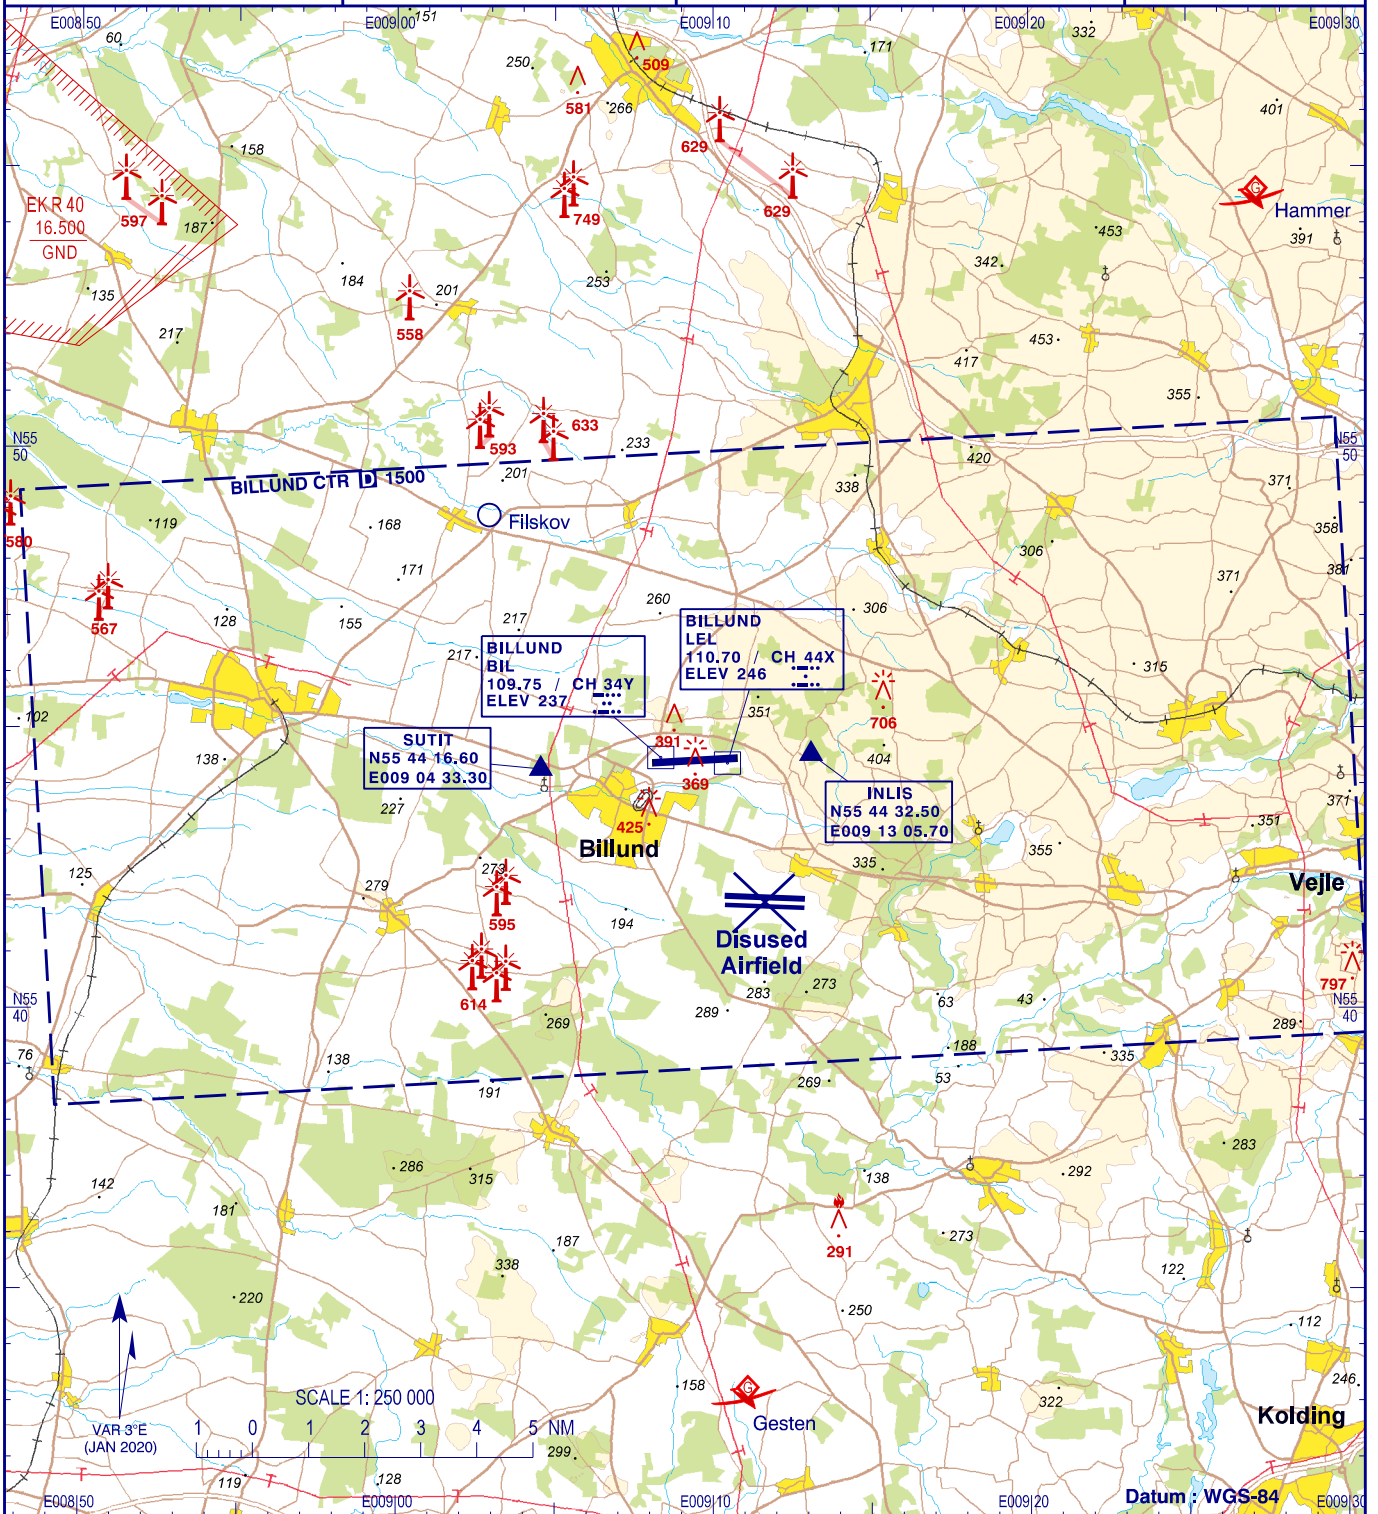 E008 50
E009 00
E009 10
E009 20
E009 30
151
60
332
171
250
509
581
266
401
629
158
597
EK R 40
16.500
GND
187
749
629
Hammer
453
391
342
184
253
135
201
558
217
453
417
355
633
593
233
N55
50
N55
50
420
BILLUND CTR D 1500
201
338
371
119
168
Filskov
358
580
306
381
171
371
567
128
155
217
260
306
BILLUND
BIL
109.75 / CH 34Y
ELEV 237
BILLUND
LEL
110.70 / CH 44X
ELEV 246
217
315
102
351
706
391
SUTIT
N55 44 16.60
E009 04 33.30
138
404
369
INLIS
N55 44 32.50
E009 13 05.70
227
425
Billund
371
351
355
335
273
125
279
Vejle
595
194
Disused
Airfield
797
273
283
614
63
43
N55
40
N55
40
289
269
289
188
335
76
138
53
269
191
283
286
315
138
292
142
181
187
273
291
338
122
220
250
112
SCALE 1: 250 000
158
246
322
VAR 3°E
(JAN 2020)
1 0 1 2 3 4 5 NM
Gesten
Kolding
299
119
128
Datum : WGS-84
E008 50
E009 00
E009 10
E009 20
E009 30